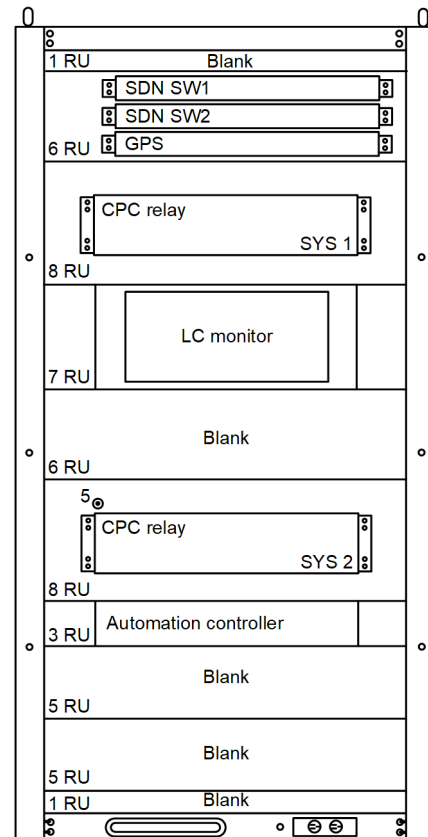 1 RU Blank
SDN SW1
SDN SW2
6 RU GPS
CPC relay
SYS 1
8 RU
LC monitor
7 RU
Blank
6 RU
5
CPC relay
SYS 2
8 RU
Automation controller
3 RU
Blank
5 RU
Blank
5 RU
1 RU Blank